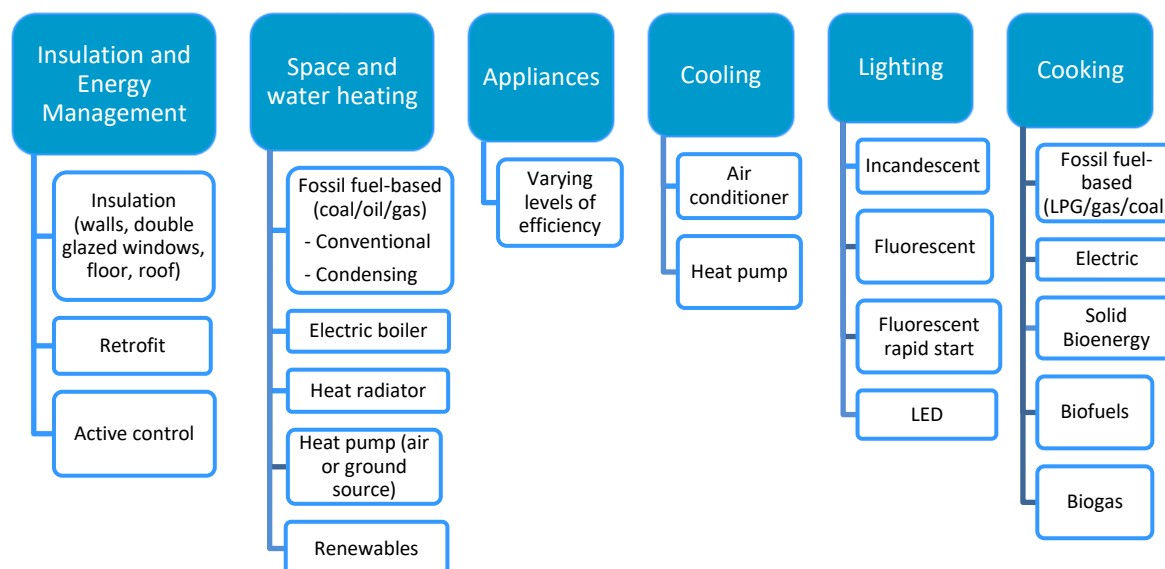 Insulation and
Energy
Management
Insulation
(walls, double
glazed windows,
floor, roof)
Retrofit
Active control
Space and
water heating
Fossil fuel-based
(coal/oil/gas)
- Conventional
- Condensing
Electric boiler
Heat radiator
Heat pump (air
or ground
source)
Renewables
Appliances
Varying
levels of
efficiency
Cooling
Air
conditioner
Heat pump
Lighting
Incandescent
Fluorescent
Fluorescent
rapid start
LED
Cooking
Fossil fuel-
based
(LPG/gas/coal
Electric
Solid
Bioenergy
Biofuels
Biogas